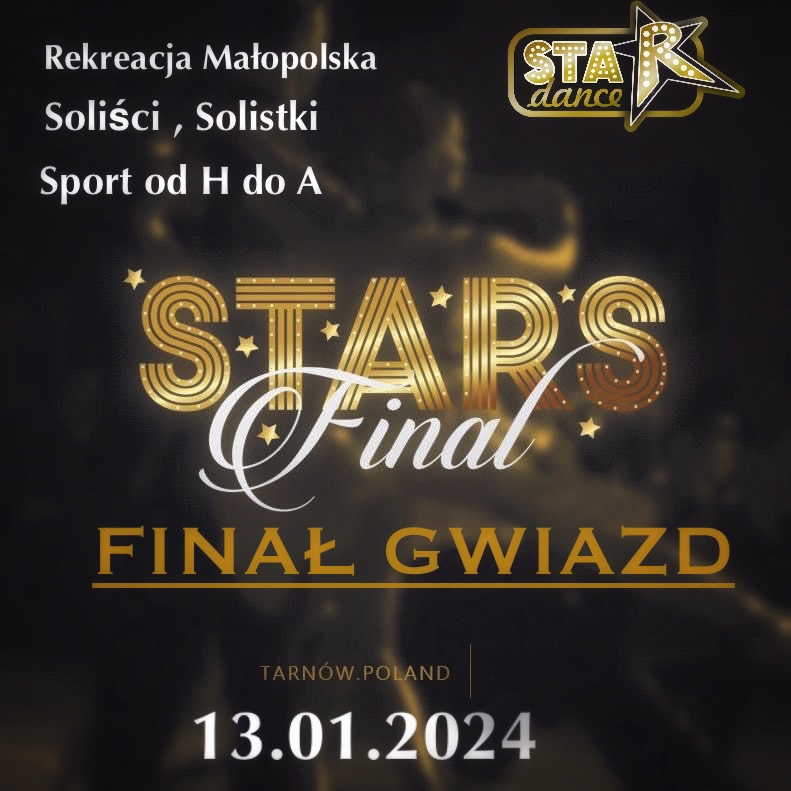 Rekreacja Małopolska
Soliści , Solistki
Sport od H do A
STAR
dance
STARS
Final
FINAŁ GWIAZD
TARNÓW.POLAND
13.01.2024